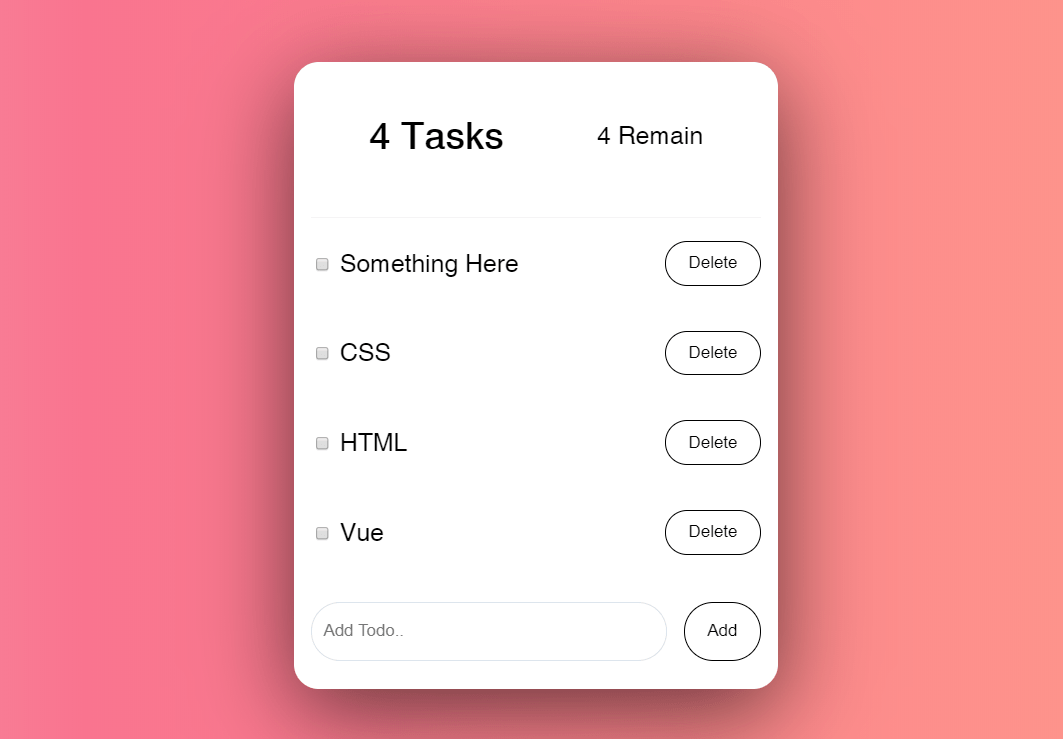 4 Tasks 4 Remain
Something Here Delete
CSS Delete
HTML Delete
Vue Delete
Add Todo.. Add